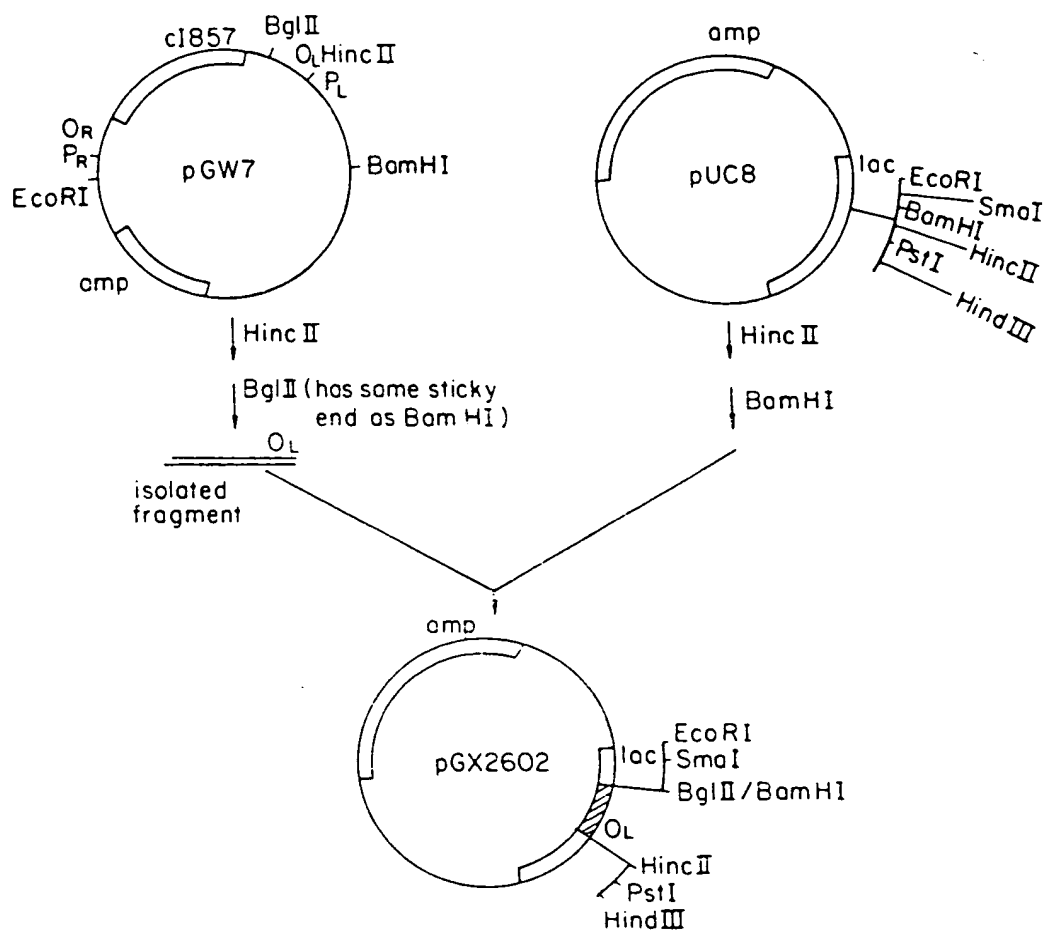 cI857
BglII
OL HincII
PL
OR
PR
EcoRI
pGW7
BamHI
amp
amp
pUC8
lac
EcoRI
SmaI
BamHI
HincII
PstI
HindIII
HincII
BglII (has same sticky
end as BamHI)
OL
isolated
fragment
HincII
BamHI
amp
pGX2602
lac
EcoRI
SmaI
BglII/BamHI
OL
HincII
PstI
HindIII